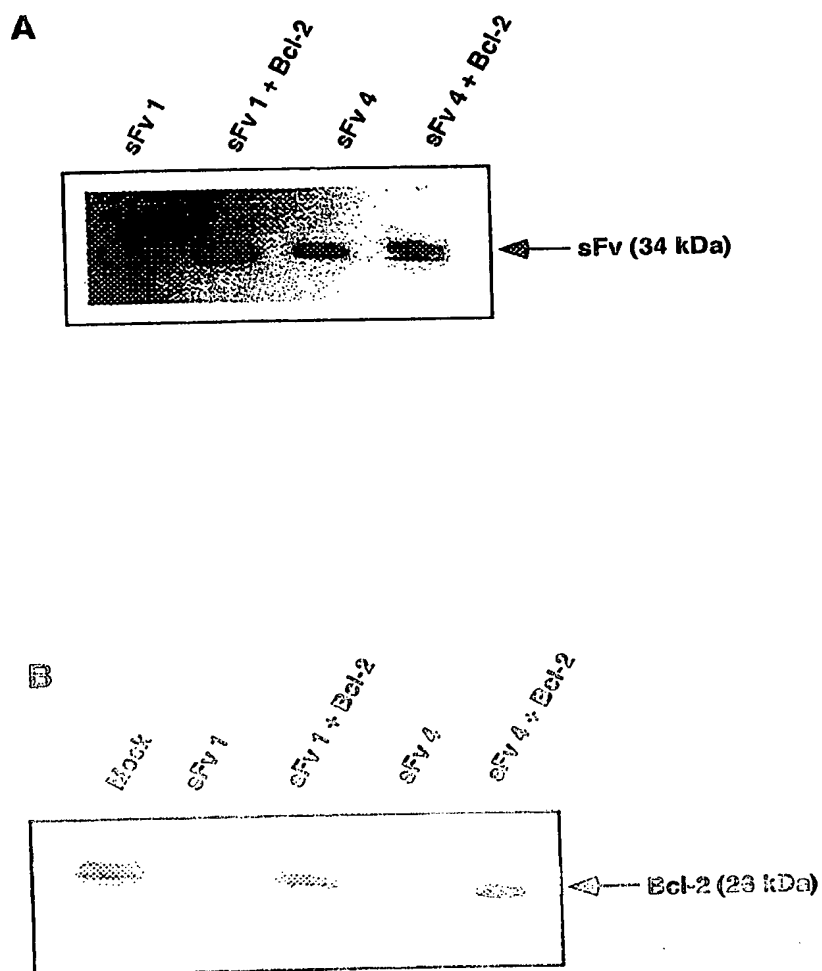 A
sFv 1
sFv 1 + Bcl-2
sFv 4
sFv 4 + Bcl-2
sFv (34 kDa)
B
Mock
sFv 1
sFv 1 + Bcl-2
sFv 4
sFv 4 + Bcl-2
Bcl-2 (26 kDa)